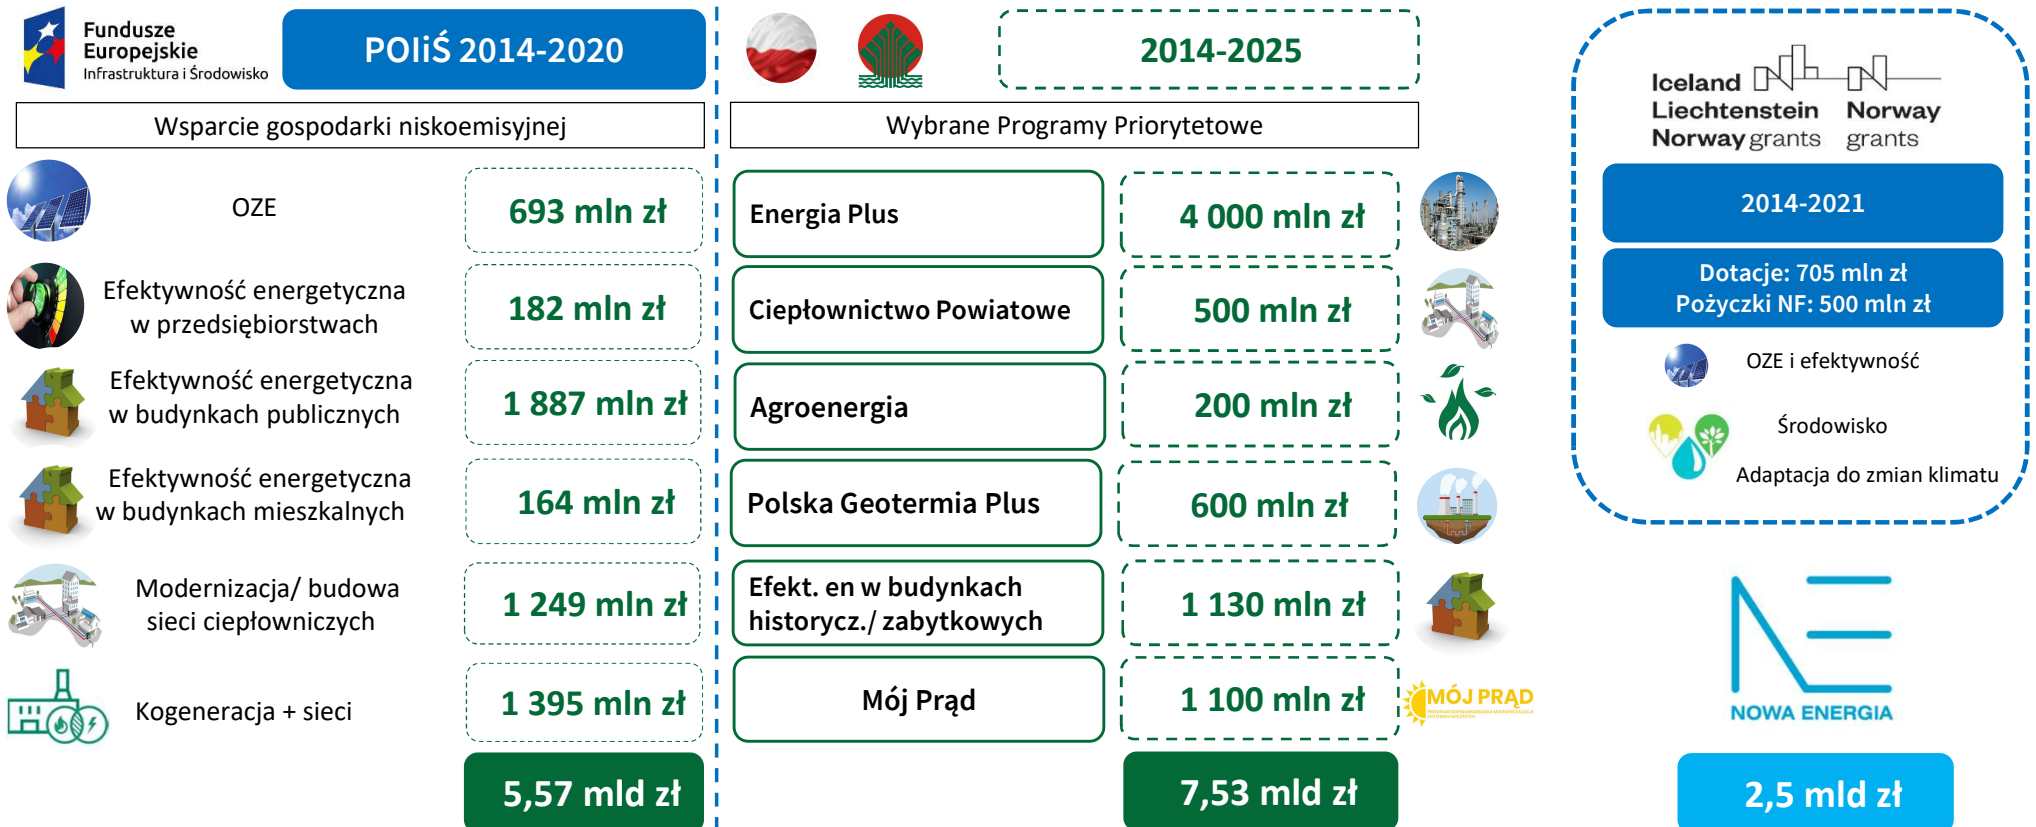 Fundusze
Europejskie
Infrastruktura i Środowisko
POIiŚ 2014-2020
Wsparcie gospodarki niskoemisyjnej
OZE
693 mln zł
Efektywność energetyczna
w przedsiębiorstwach
182 mln zł
Efektywność energetyczna
w budynkach publicznych
1 887 mln zł
Efektywność energetyczna
w budynkach mieszkalnych
164 mln zł
Modernizacja/ budowa
sieci ciepłowniczych
1 249 mln zł
Kogeneracja + sieci
1 395 mln zł
5,57 mld zł
2014-2025
Wybrane Programy Priorytetowe
Energia Plus
4 000 mln zł
Ciepłownictwo Powiatowe
500 mln zł
Agroenergia
200 mln zł
Polska Geotermia Plus
600 mln zł
Efekt. en w budynkach
historycz./ zabytkowych
1 130 mln zł
Mój Prąd
1 100 mln zł
MÓJ PRĄD
7,53 mld zł
Iceland
Liechtenstein
Norway grants
Norway
grants
2014-2021
Dotacje: 705 mln zł
Pożyczki NF: 500 mln zł
OZE i efektywność
Środowisko
Adaptacja do zmian klimatu
NOWA ENERGIA
2,5 mld zł